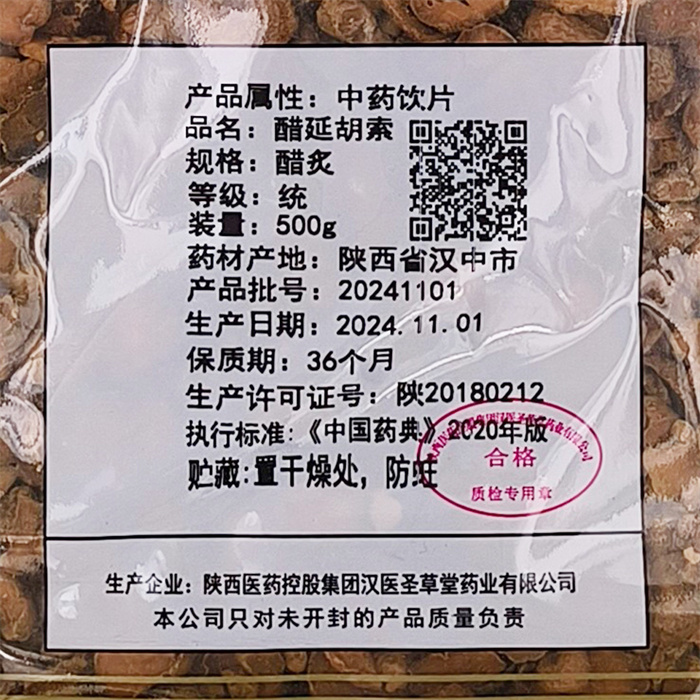 产品属性：中药饮片
品名：醋延胡索
规格：醋炙
等级：统
装量：500g
药材产地：陕西省汉中市
产品批号：20241101
生产日期：2024.11.01
保质期：36个月
生产许可证号：陕20180212
执行标准：《中国药典》2020年版
贮藏：置干燥处，防蛀
合格
质检专用章
生产企业：陕西医药控股集团汉医圣草堂药业有限公司
本公司只对未开封的产品质量负责